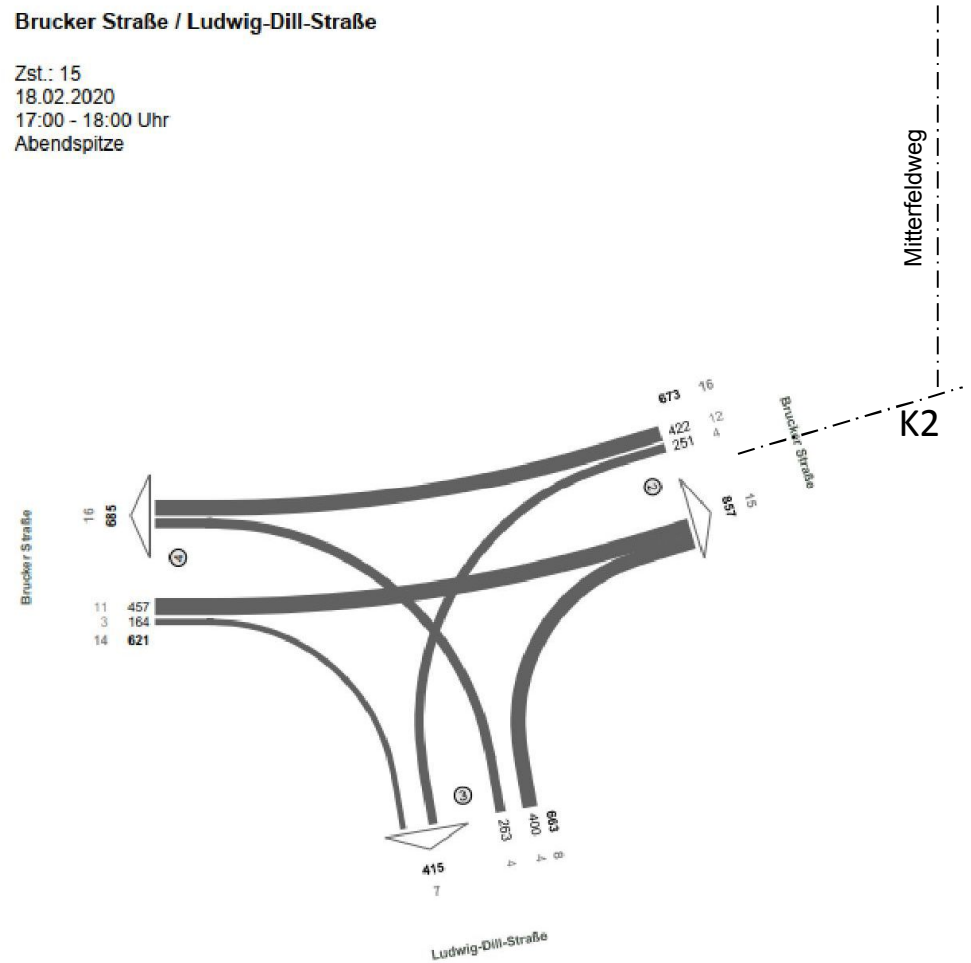 Brucker Straße / Ludwig-Dill-Straße
Zst.: 15
18.02.2020
17:00 - 18:00 Uhr
Abendspitze
Mitterfeldweg
K2
673 16
422 12
251 4
Brucker Straße
2
857 15
16 685
4
Brucker Straße
11 457
3 164
14 621
3
263 4
400 4
663 8
415
7
Ludwig-Dill-Straße